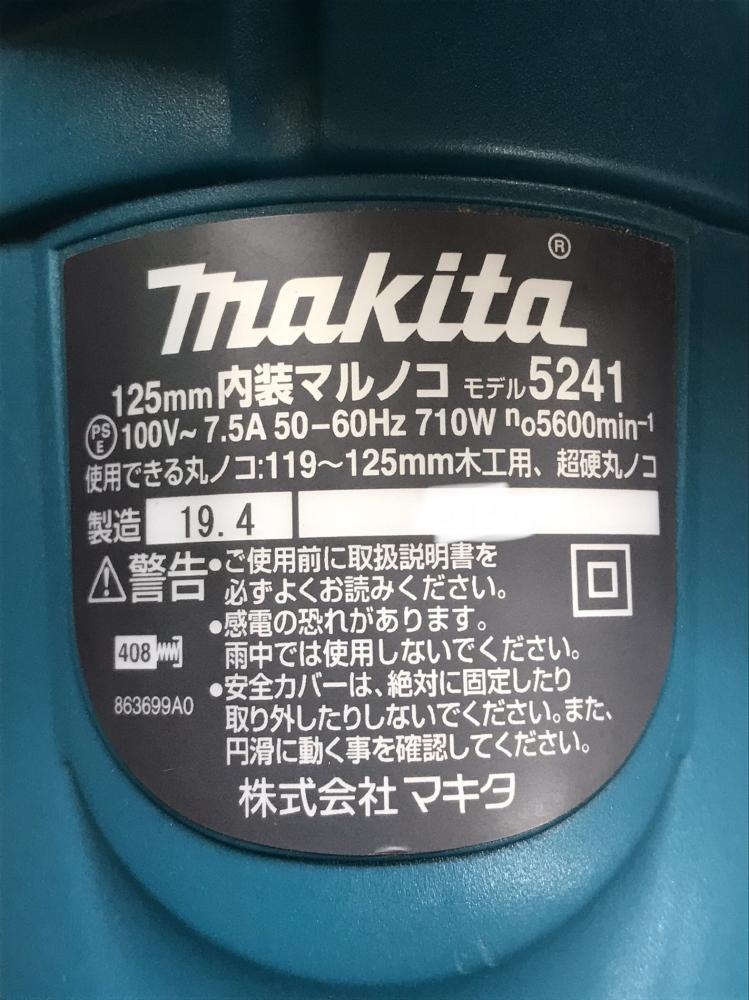 makita®
125mm内装マルノコ モデル5241
PSE 100V～7.5A 50-60Hz 710W no5600min-1
使用できる丸ノコ:119～125mm木工用、超硬丸ノコ
製造 19.4
警告 •ご使用前に取扱説明書を
必ずよくお読みください。
•感電の恐れがあります。
雨中では使用しないでください。
•安全カバーは、絶対に固定したり
取り外したりしないでください。また、
円滑に動く事を確認してください。
408
863699A0
株式会社 マキタ